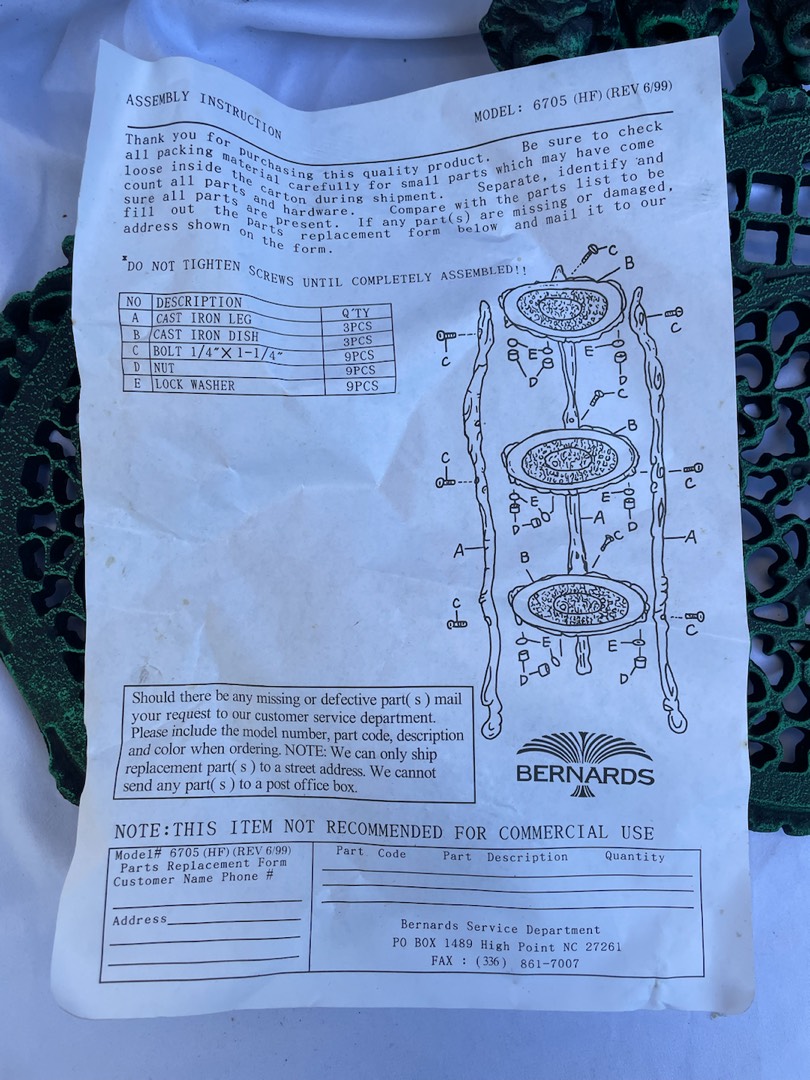 ASSEMBLY INSTRUCTION
MODEL: 6705 (HF) (REV 6/99)
Thank you for purchasing this quality product. Be sure to check
all packing material carefully for small parts which may have come
loose inside the carton during shipment. Separate, identify and
count all parts and hardware. Compare with the parts list to be
sure all parts are present. If any part(s) are missing or damaged,
fill out the parts replacement form below and mail it to our
address shown on the form.
*DO NOT TIGHTEN SCREWS UNTIL COMPLETELY ASSEMBLED!!
NO DESCRIPTION Q'TY
A CAST IRON LEG 3PCS
B CAST IRON DISH 3PCS
C BOLT 1/4"X 1-1/4" 9PCS
D NUT 9PCS
E LOCK WASHER 9PCS
C
B
C
C
E
E
D
D
C
B
C
C
E
E
D
D
A
A
A
C
B
C
C
E
E
D
D
Should there be any missing or defective part( s ) mail
your request to our customer service department.
Please include the model number, part code, description
and color when ordering. NOTE: We can only ship
replacement part( s ) to a street address. We cannot
send any part( s ) to a post office box.
BERNARDS
NOTE:THIS ITEM NOT RECOMMENDED FOR COMMERCIAL USE
Model# 6705 (HF) (REV 6/99)
Parts Replacement Form
Customer Name Phone #
Address
Part Code Part Description Quantity
Bernards Service Department
PO BOX 1489 High Point NC 27261
FAX : (336) 861-7007